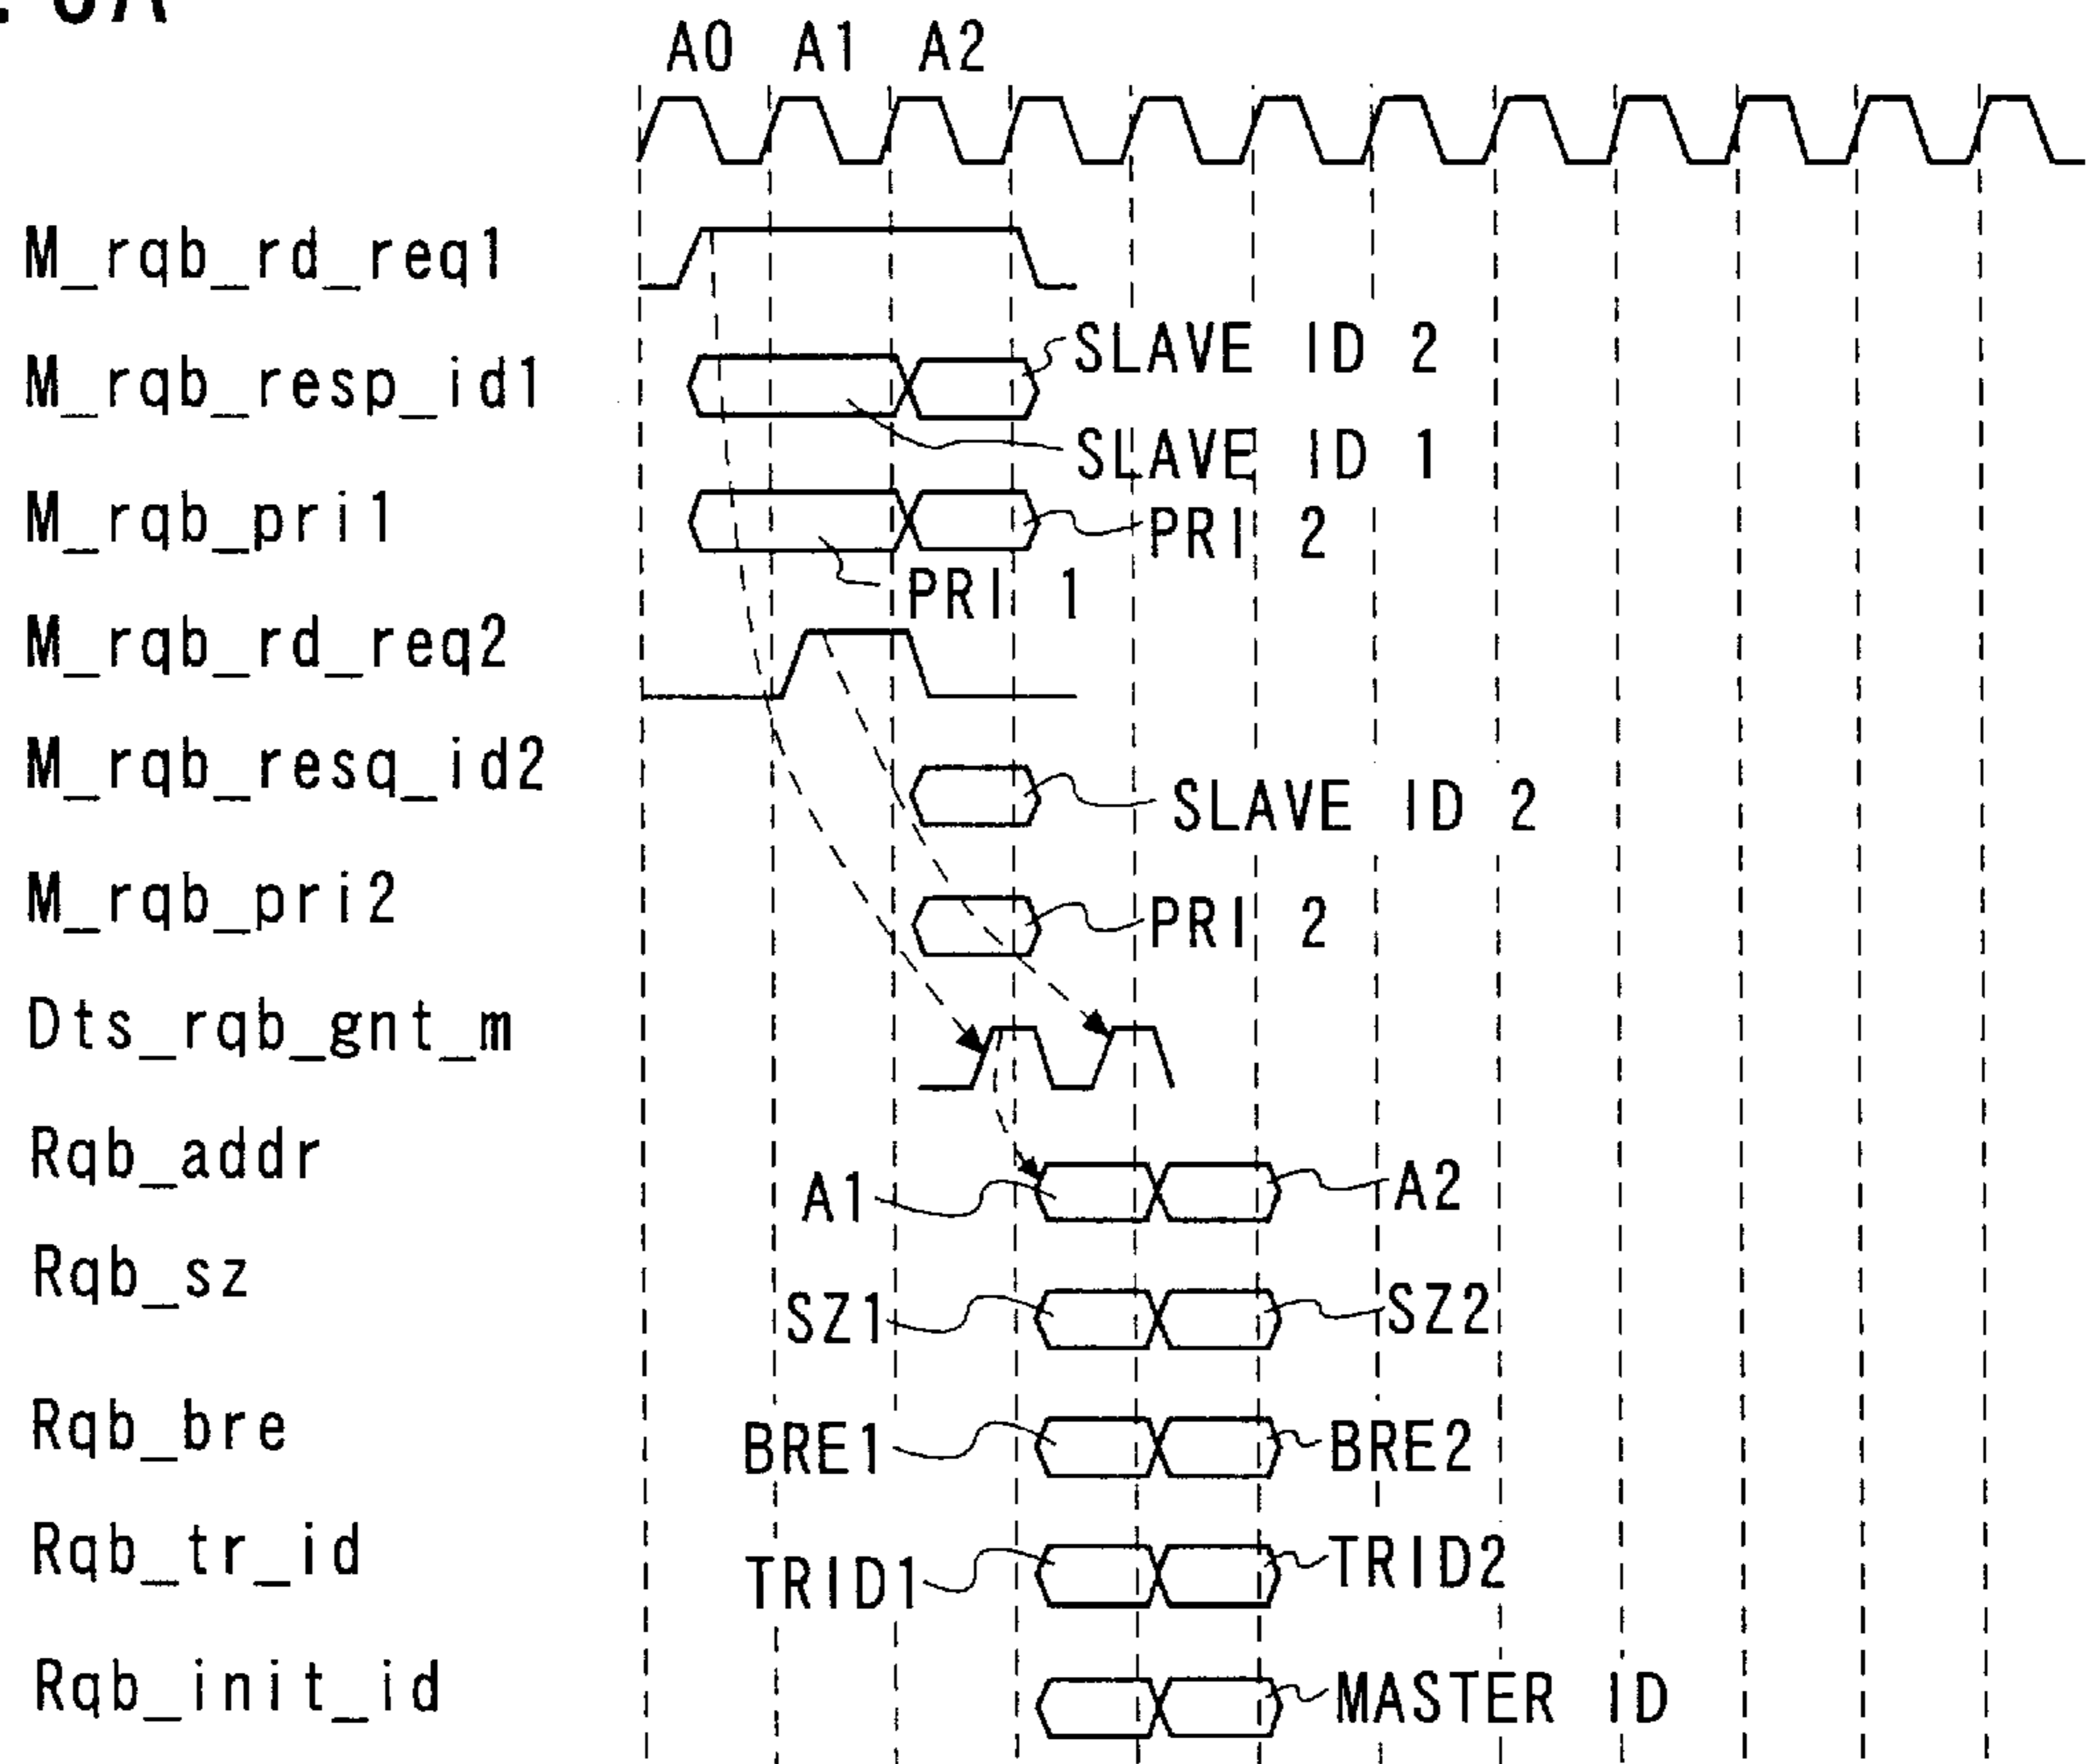 A0 A1 A2
M_rqb_rd_req1
SLAVE ID 2
M_rqb_resp_id1
SLAVE ID 1
M_rqb_pri1
PRI 2
PRI 1
M_rqb_rd_req2
M_rqb_resq_id2
SLAVE ID 2
M_rqb_pri2
PRI 2
Dts_rqb_gnt_m
Rqb_addr
A1 A2
Rqb_sz
SZ1 SZ2
Rqb_bre
BRE1 BRE2
Rqb_tr_id
TRID1 TRID2
Rqb_init_id
MASTER ID